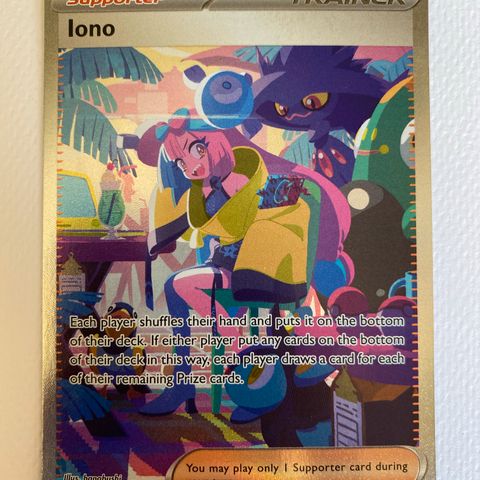 Supporter
TRAINER
Iono
Each player shuffles their hand and puts it on the bottom
of their deck. If either player put any cards on the bottom
of their deck in this way, each player draws a card for each
of their remaining Prize cards.
You may play only 1 Supporter card during
Illus.